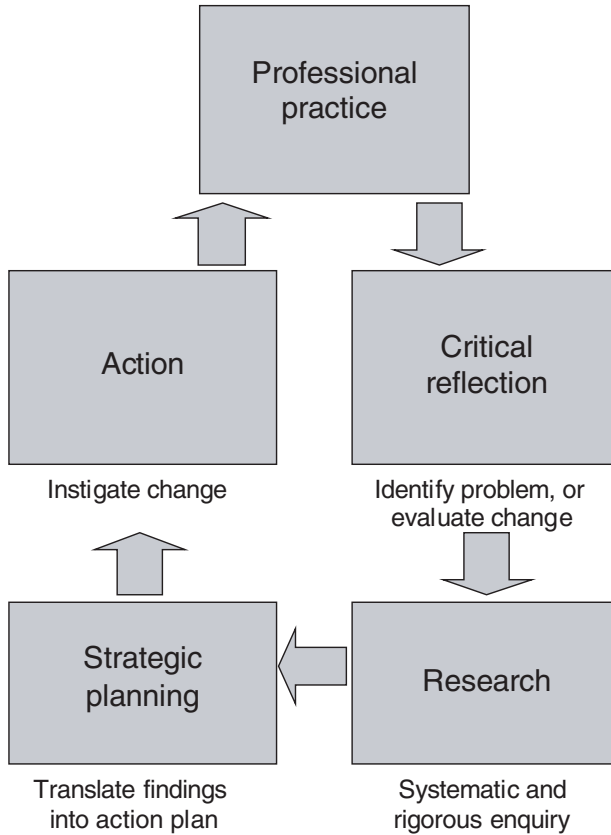 Professional
practice
Action
Critical
reflection
Instigate change
Identify problem, or
evaluate change
Strategic
planning
Research
Translate findings
into action plan
Systematic and
rigorous enquiry